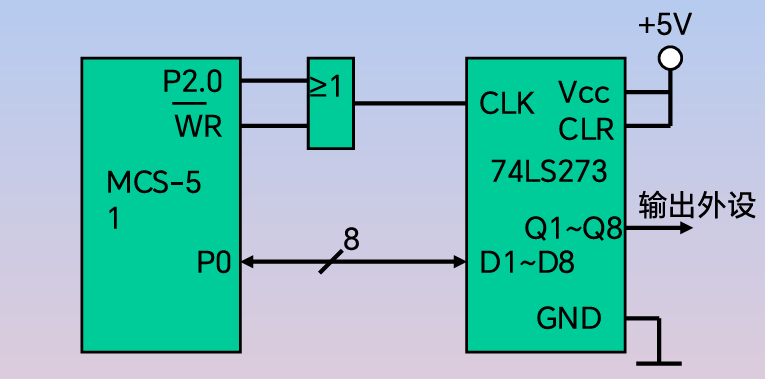 +5V
P2.0
WR
≥1
CLK
Vcc
CLR
MCS-5
1
74LS273
输出外设
Q1~Q8
P0
8
D1~D8
GND